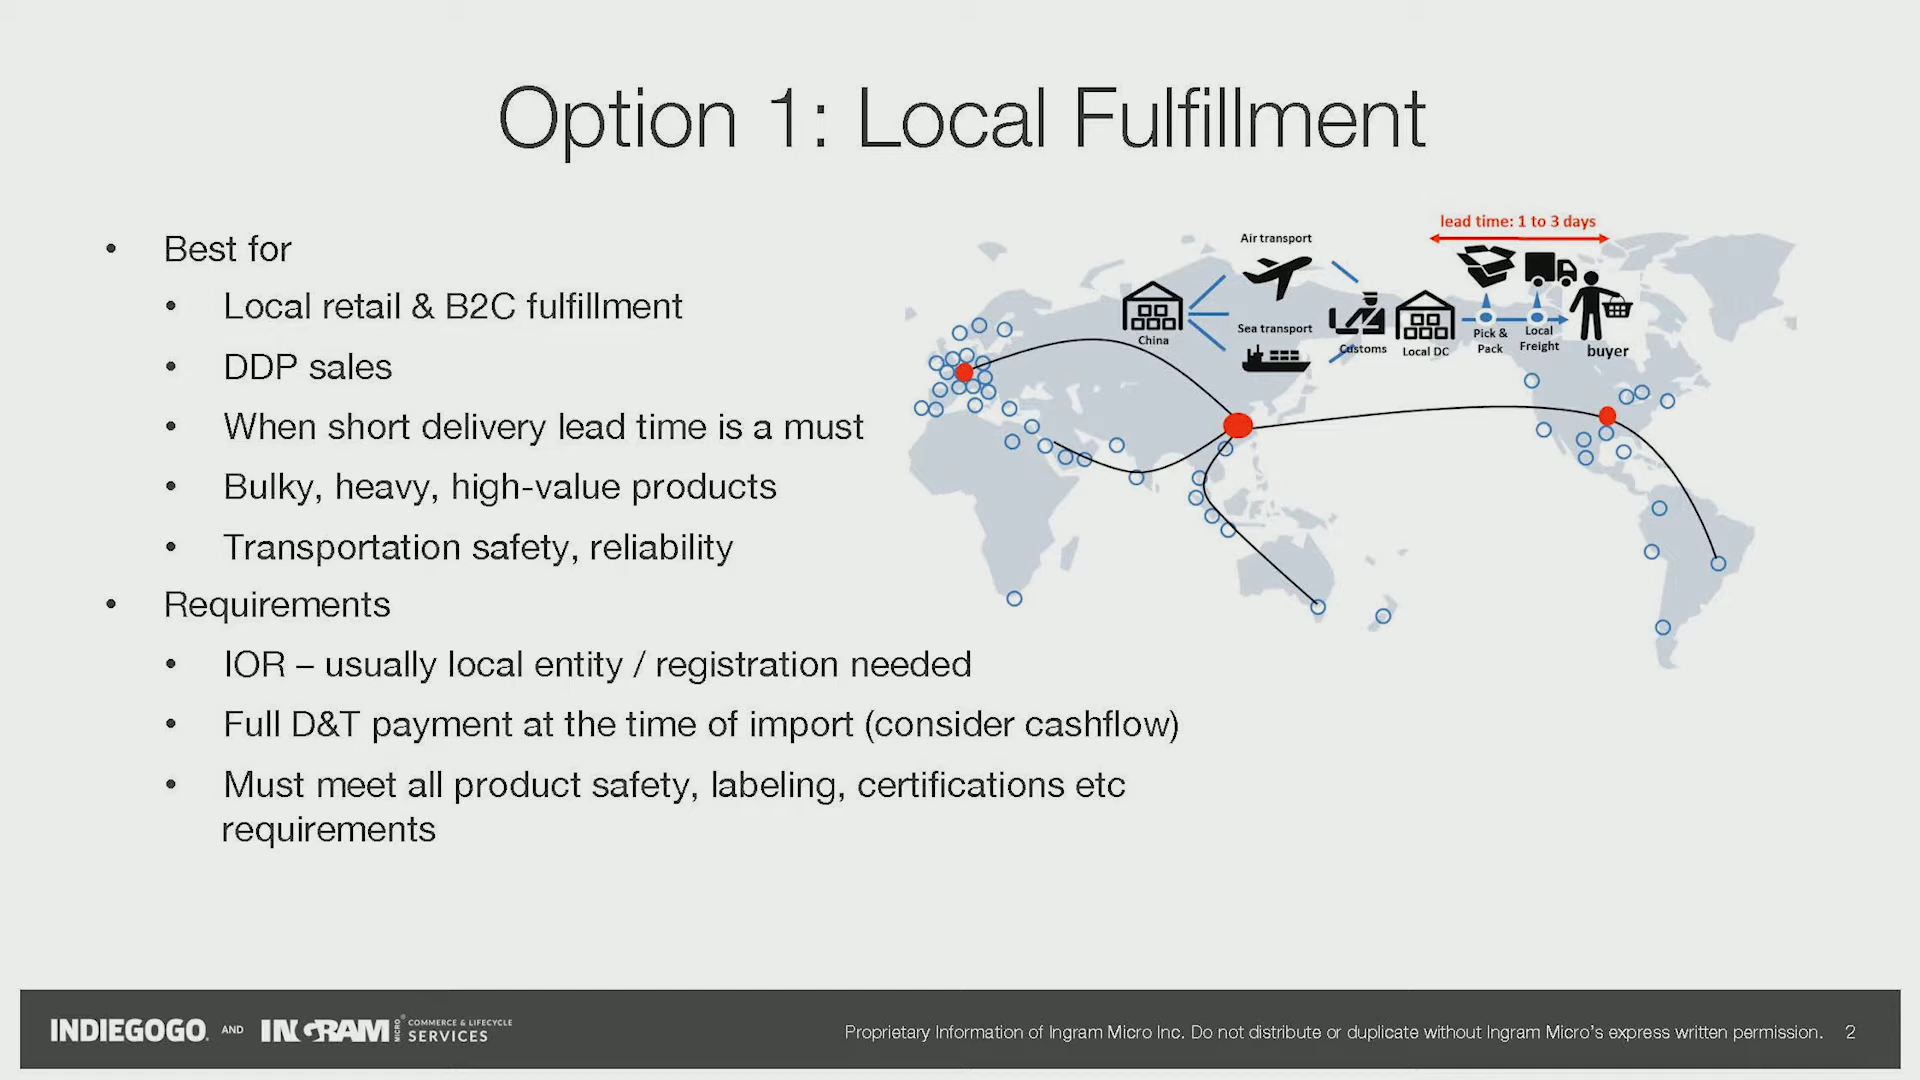 Option 1: Local Fulfillment
• Best for
• Local retail & B2C fulfillment
• DDP sales
• When short delivery lead time is a must
• Bulky, heavy, high-value products
• Transportation safety, reliability
• Requirements
• IOR – usually local entity / registration needed
• Full D&T payment at the time of import (consider cashflow)
• Must meet all product safety, labeling, certifications etc
requirements
lead time: 1 to 3 days
Air transport
China
Sea transport
Customs
Local DC
Pick &
Pack
Local
Freight
buyer
INDIEGOGO. AND INGRAM MICRO® COMMERCE & LIFECYCLE
SERVICES
Proprietary Information of Ingram Micro Inc. Do not distribute or duplicate without Ingram Micro's express written permission. 2